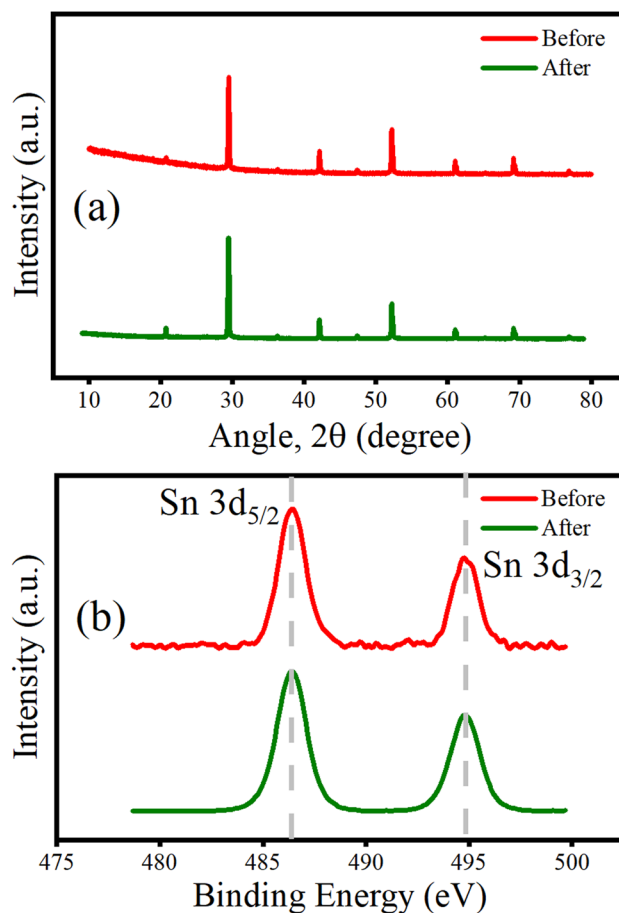 Before
After
(a)
Intensity (a.u.)
10 20 30 40 50 60 70 80
Angle, 2θ (degree)
Sn 3d5/2
Before
After
Sn 3d3/2
(b)
Intensity (a.u.)
475 480 485 490 495 500
Binding Energy (eV)